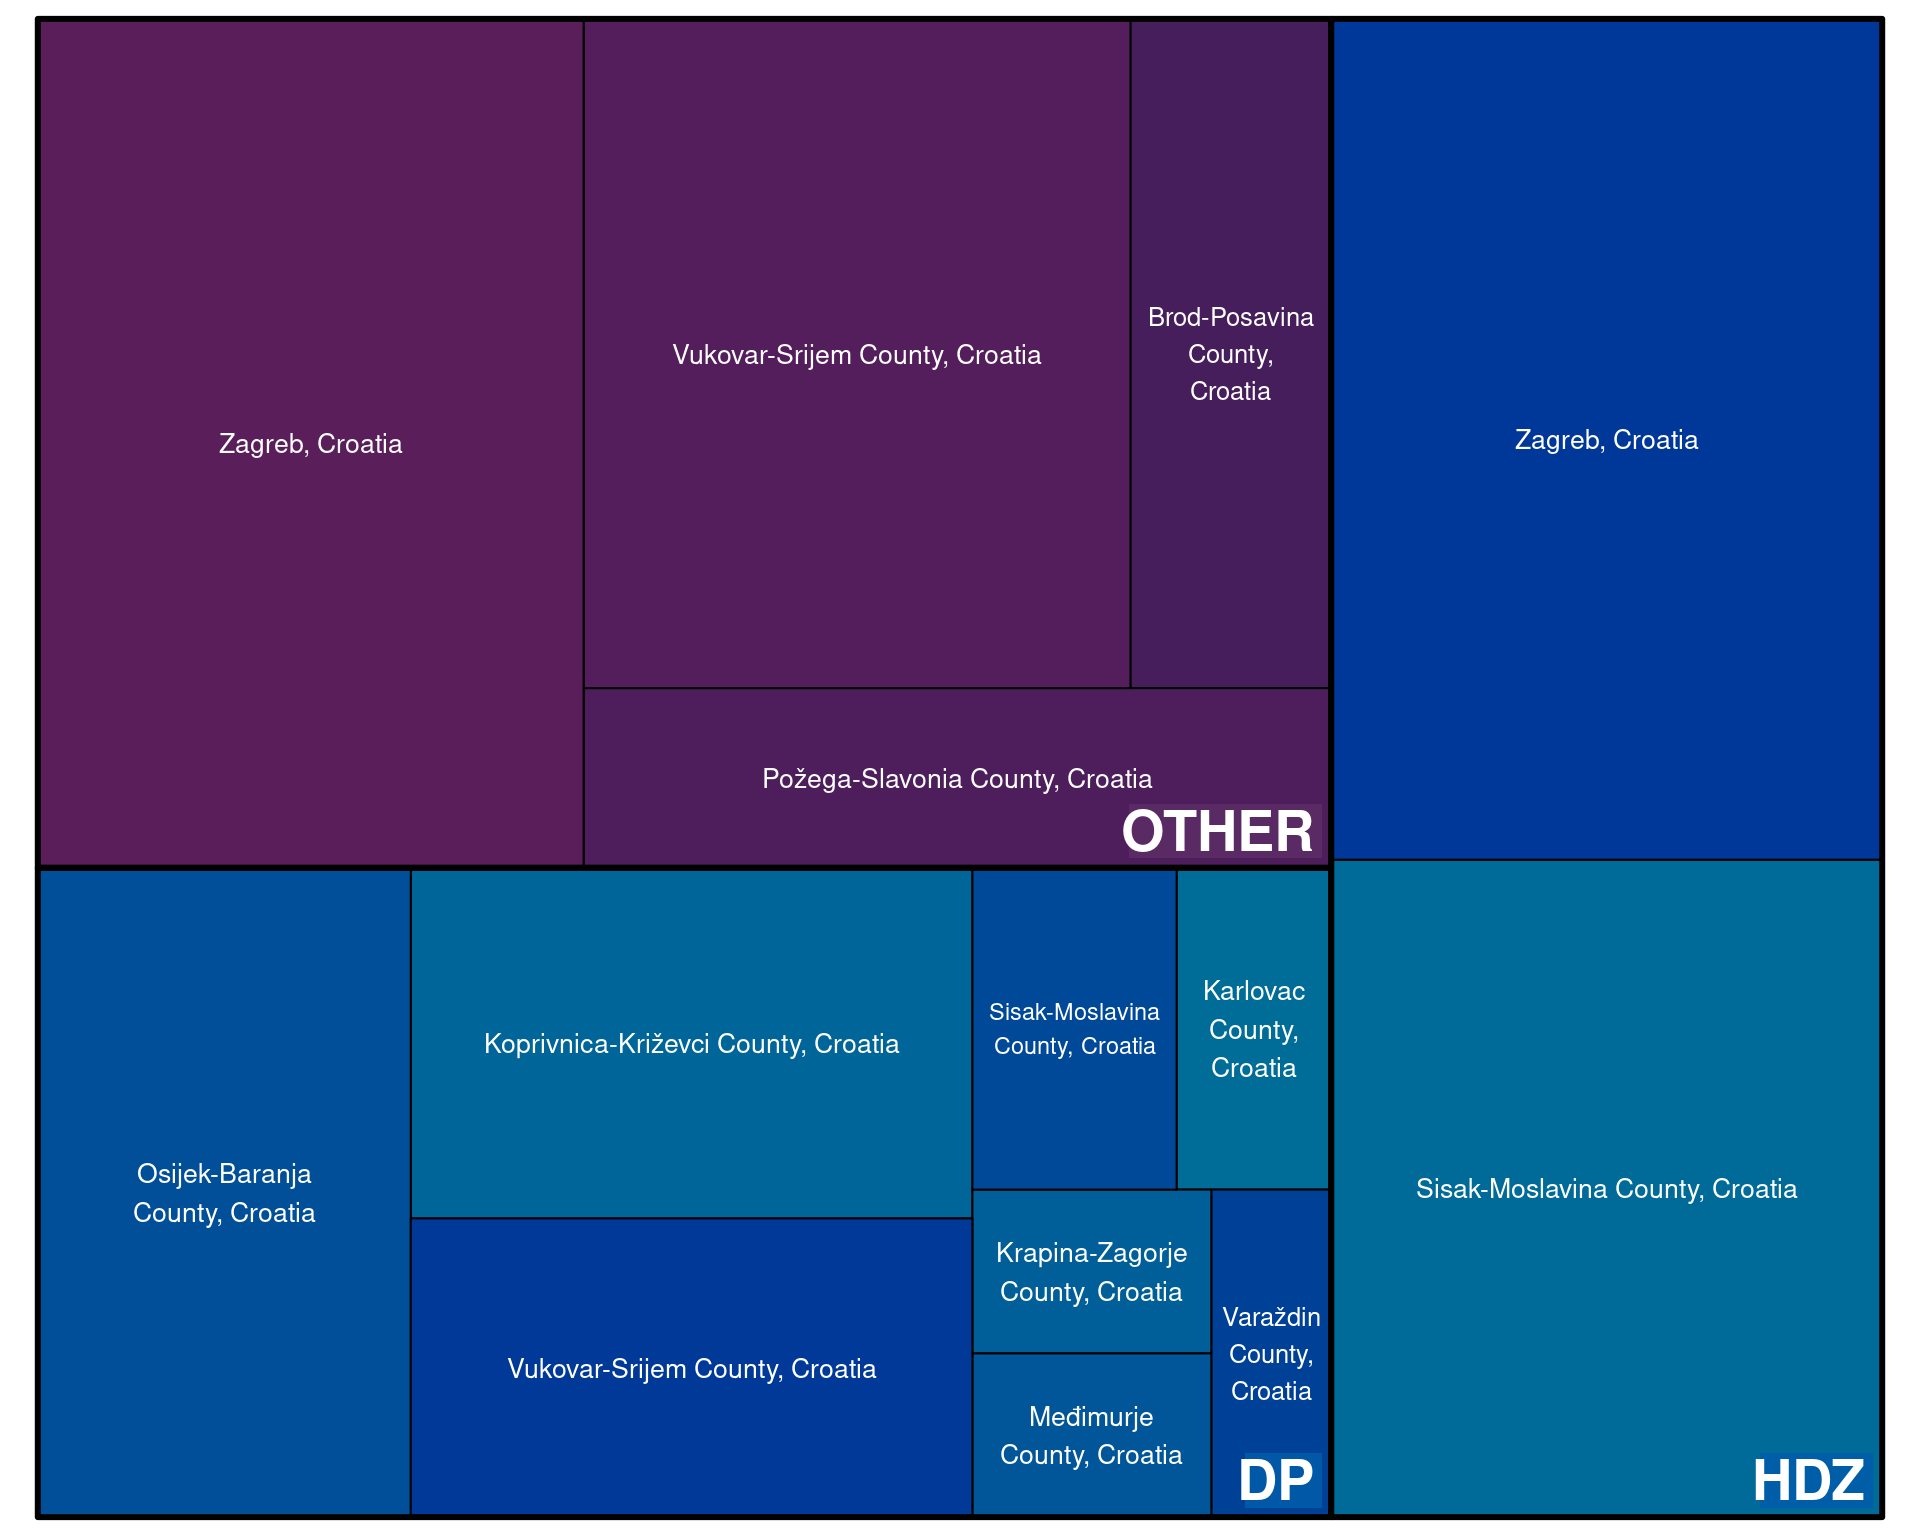 Zagreb, Croatia
Vukovar-Srijem County, Croatia
Brod-Posavina
County,
Croatia
Požega-Slavonia County, Croatia
OTHER
Zagreb, Croatia
Sisak-Moslavina County, Croatia
HDZ
Osijek-Baranja
County, Croatia
Koprivnica-Križevci County, Croatia
Vukovar-Srijem County, Croatia
Sisak-Moslavina
County, Croatia
Karlovac
County,
Croatia
Krapina-Zagorje
County, Croatia
Međimurje
County, Croatia
Varaždin
County,
Croatia
DP